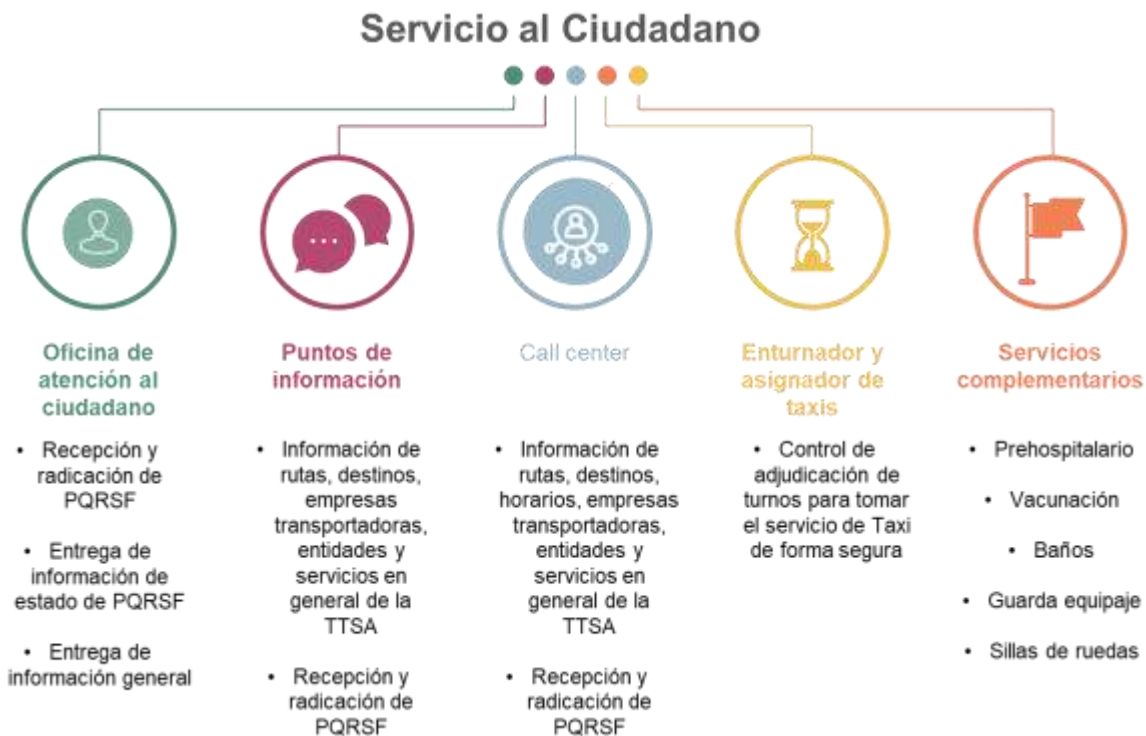 Servicio al Ciudadano
Oficina de
atención al
ciudadano
• Recepción y
radicación de
PQRSF
• Entrega de
información de
estado de PQRSF
• Entrega de
información general
Puntos de
información
• Información de
rutas, destinos,
empresas
transportadoras,
entidades y
servicios en
general de la
TTSA
• Recepción y
radicación de
PQRSF
Call center
• Información de
rutas, destinos,
horarios, empresas
transportadoras,
entidades y
servicios en
general de la
TTSA
• Recepción y
radicación de
PQRSF
Enturnador y
asignador de
taxis
• Control de
adjudicación de
turnos para tomar
el servicio de Taxi
de forma segura
Servicios
complementarios
• Prehospitalario
• Vacunación
• Baños
• Guarda equipaje
• Sillas de ruedas